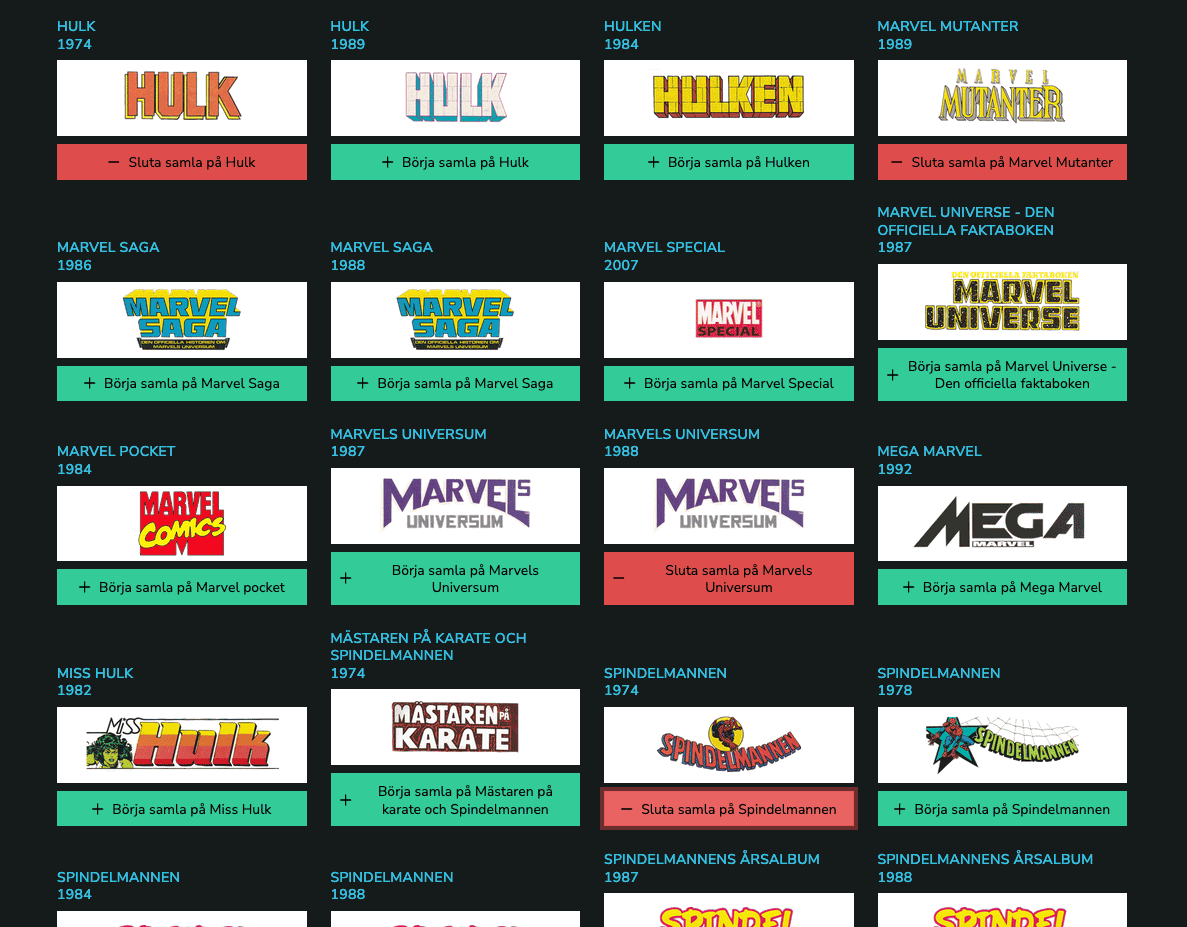 HULK
1974
HULK
Sluta samla på Hulk
HULK
1989
HULK
Börja samla på Hulk
HULKEN
1984
HULKEN
Börja samla på Hulken
MARVEL MUTANTER
1989
MARVEL
MUTANTER
Sluta samla på Marvel Mutanter
MARVEL SAGA
1986
MARVEL
SAGA
DEN OFFICIELLA HISTORIEN OM
MARVELS UNIVERSUM
Börja samla på Marvel Saga
MARVEL SAGA
1988
MARVEL
SAGA
DEN OFFICIELLA HISTORIEN OM
MARVELS UNIVERSUM
Börja samla på Marvel Saga
MARVEL SPECIAL
2007
MARVEL
SPECIAL
Börja samla på Marvel Special
MARVEL UNIVERSE - DEN
OFFICIELLA FAKTABOKEN
1987
DEN OFFICIELLA FAKTABOKEN
MARVEL
UNIVERSE
Börja samla på Marvel Universe -
Den officiella faktaboken
MARVEL POCKET
1984
MARVEL
COMICS
Börja samla på Marvel pocket
MARVELS UNIVERSUM
1987
MARVELS
UNIVERSUM
Börja samla på Marvels
Universum
MARVELS UNIVERSUM
1988
MARVELS
UNIVERSUM
Sluta samla på Marvels
Universum
MEGA MARVEL
1992
MEGA
MARVEL
Börja samla på Mega Marvel
MISS HULK
1982
MISS
Hulk
Börja samla på Miss Hulk
MÄSTAREN PÅ KARATE OCH
SPINDELMANNEN
1974
MÄSTAREN PÅ
KARATE
Börja samla på Mästaren på
karate och Spindelmannen
SPINDELMANNEN
1974
SPINDELMANNEN
Sluta samla på Spindelmannen
SPINDELMANNEN
1978
SPINDELMANNEN
Börja samla på Spindelmannen
SPINDELMANNEN
1984
SPINDELMANNEN
1988
SPINDELMANNENS ÅRSALBUM
1987
SPINDEL
SPINDELMANNENS ÅRSALBUM
1988
SPINDEL